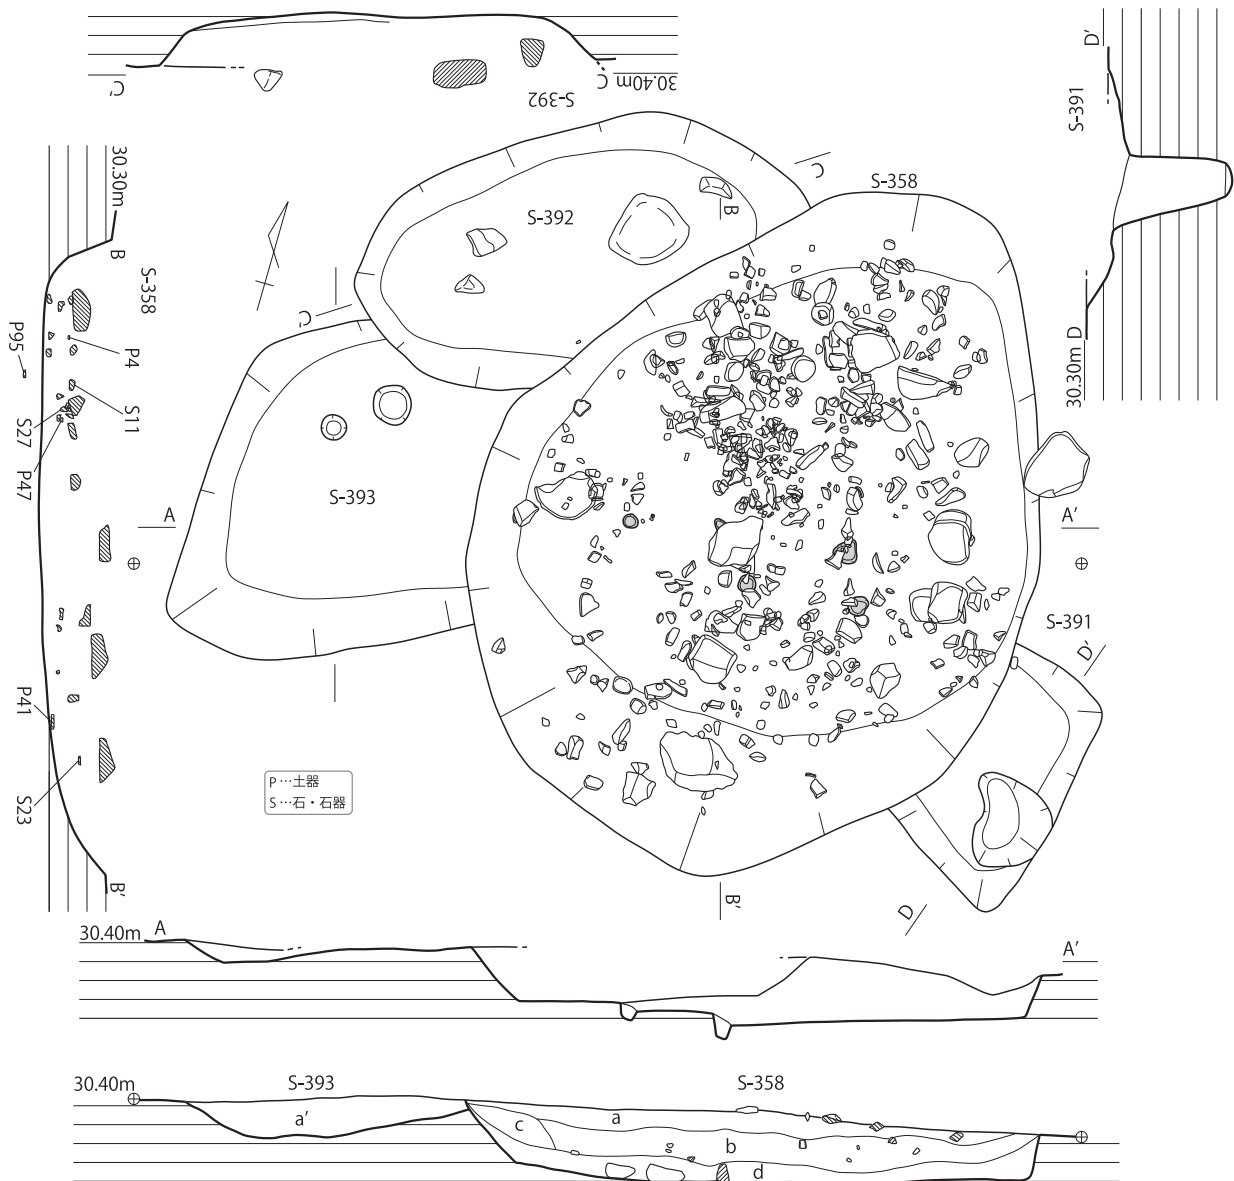 C'
C
30.40m
S-392
D'
S-391
30.30m D
30.30m
B
S-358
P95
P4
S11
S27
P47
P41
S23
B'
S-392
B
C
S-358
C'
S-393
A
A'
S-391
D'
D
B'
P…土器
S…石・石器
30.40m
A
A'
30.40m
S-393
S-358
a'
c
a
b
d